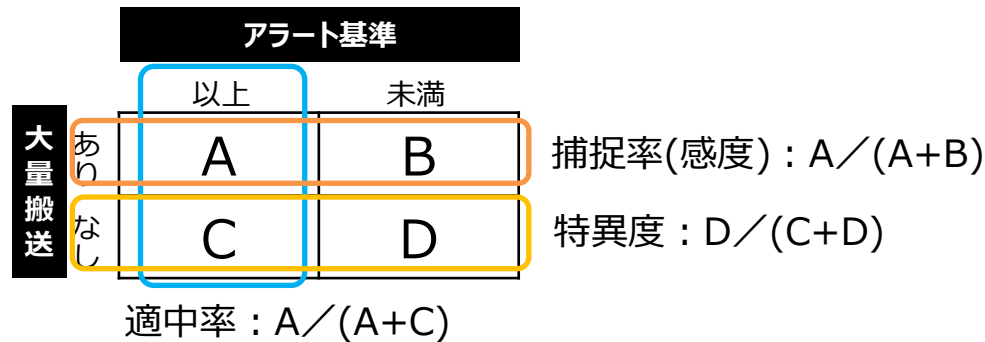 アラート基準
以上 未満
大量搬送
あり A B 捕捉率(感度)：A／(A+B)
なし C D 特異度：D／(C+D)
適中率：A／(A+C)